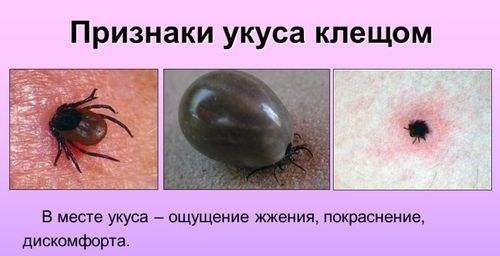 Признаки укуса клещом
В месте укуса – ощущение жжения, покраснение,
дискомфорта.